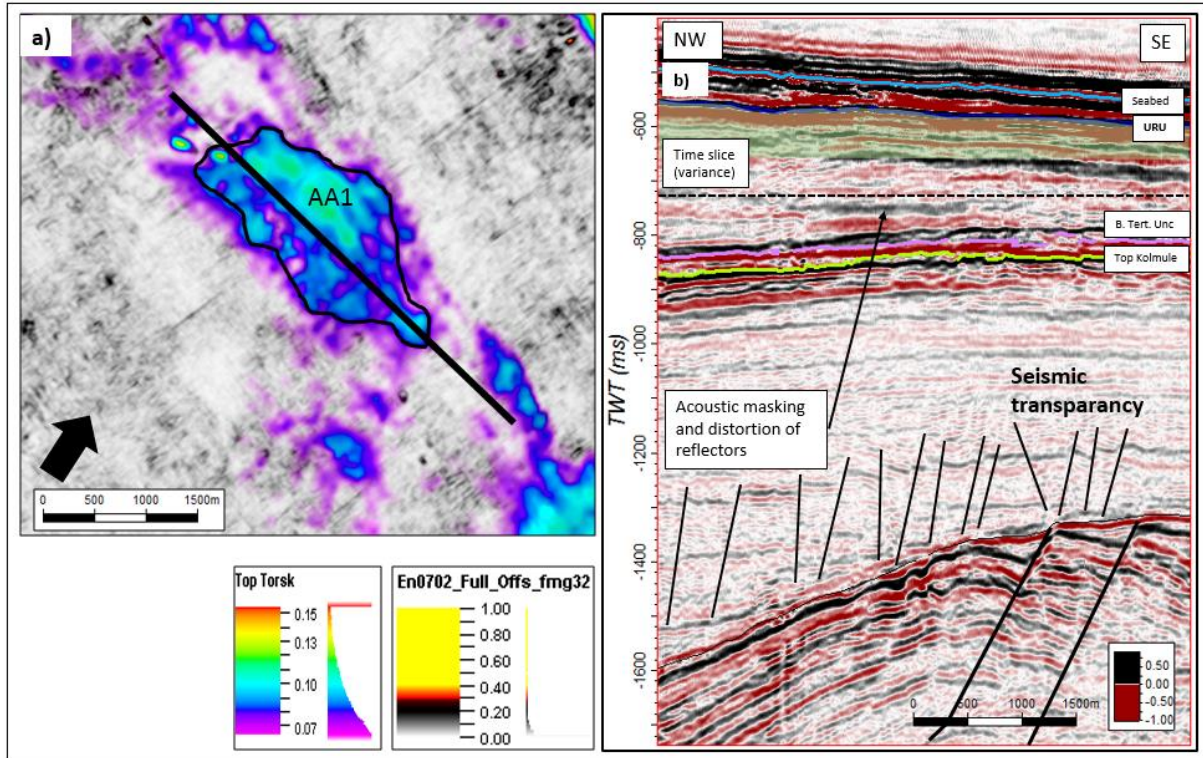 a)
AA1
0 500 1000 1500m
Top Torsk
0.15
0.13
0.10
0.07
En0702_Full_Offs_frng32
1.00
0.80
0.60
0.40
0.20
0.00
NW
SE
b)
Seabed
URU
Time slice
(variance)
B. Tert. Unc
Top Kolmule
Seismic
transparancy
Acoustic masking
and distortion of
reflectors
TWT (ms)
-600
-800
-1000
-1200
-1400
-1600
0.50
0.00
-0.50
-1.00
0 500 1000 1500m